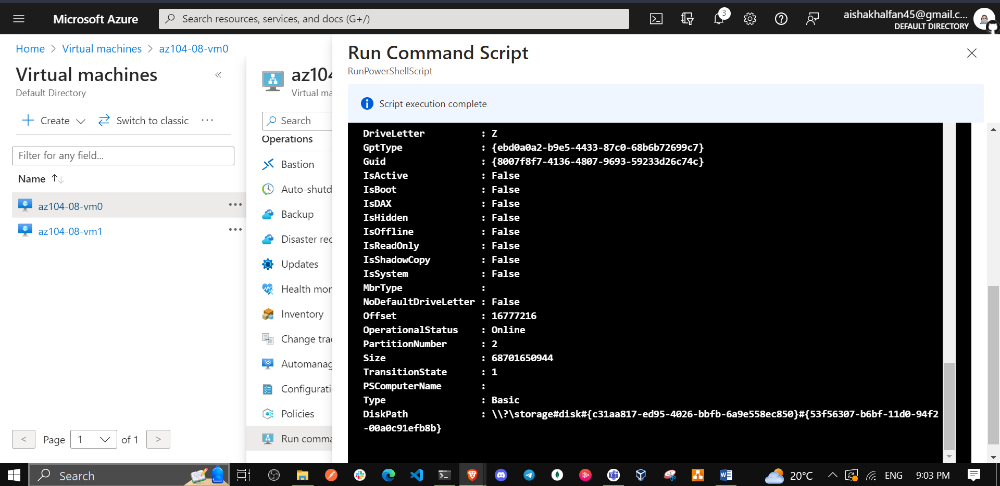 Microsoft Azure
Search resources, services, and docs (G+/)
3
aishakhalfan45@gmail.c...
DEFAULT DIRECTORY
Home > Virtual machines > az104-08-vm0
Virtual machines
Default Directory
Create
Switch to classic
Filter for any field...
Name
az104-08-vm0
az104-08-vm1
< Page 1 of 1 >
az104
Virtual ma
Search
Operations
Bastion
Auto-shutd
Backup
Disaster rec
Updates
Health mor
Inventory
Change trac
Automanag
Configuratio
Policies
Run comma
Run Command Script
RunPowerShellScript
Script execution complete
DriveLetter : Z
GptType : {ebd0a0a2-b9e5-4433-87c0-68b6b72699c7}
Guid : {8007f8f7-4136-4807-9693-59233d26c74c}
IsActive : False
IsBoot : False
IsDAX : False
IsHidden : False
IsOffline : False
IsReadOnly : False
IsShadowCopy : False
IsSystem : False
MbrType :
NoDefaultDriveLetter : False
Offset : 16777216
OperationalStatus : Online
PartitionNumber : 2
Size : 68701650944
TransitionState : 1
PSComputerName :
Type : Basic
DiskPath : \\?\storage#disk#{c31aa817-ed95-4026-bbfb-6a9e558ec850}#{53f56307-b6bf-11d0-94f2
-00a0c91efb8b}
Search
20°C
ENG
9:03 PM